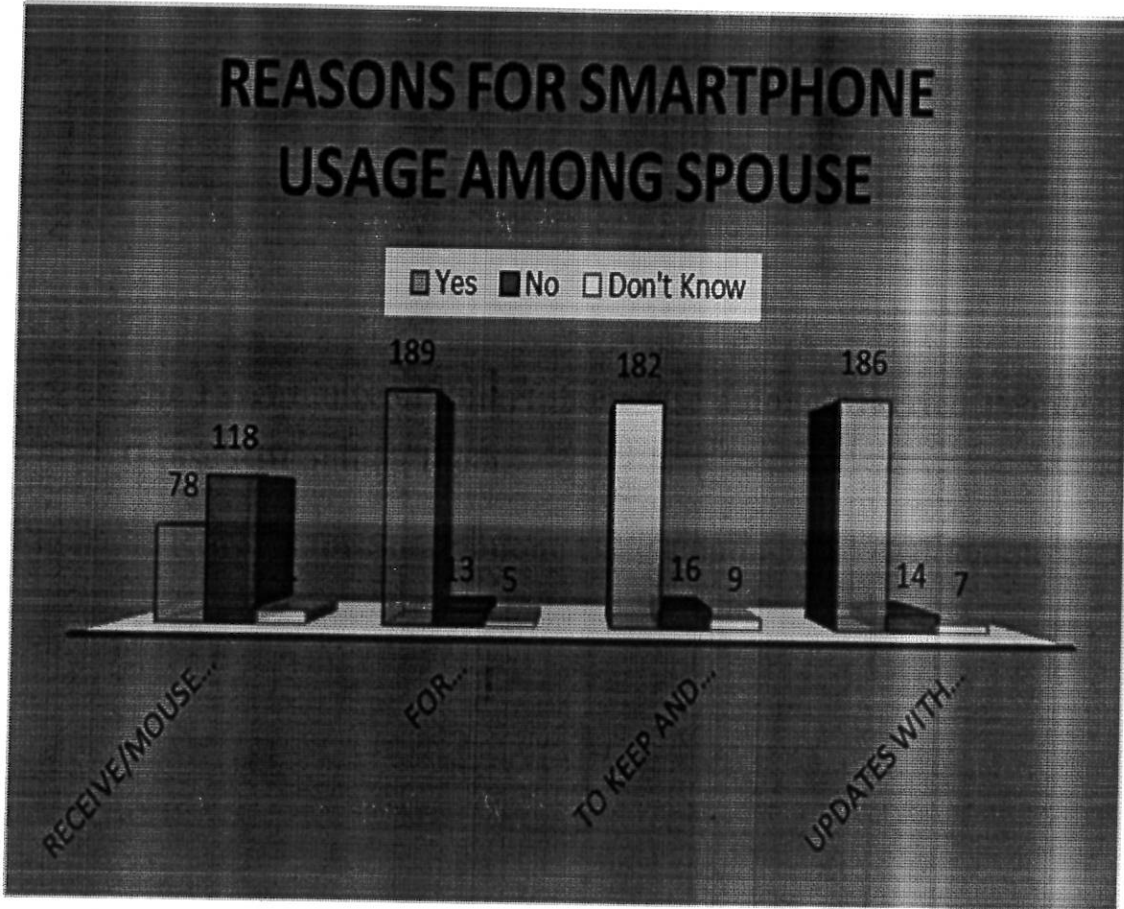 REASONS FOR SMARTPHONE
USAGE AMONG SPOUSE
Yes No Don't Know
189 182 186
118
78
13 5 16 9 14 7
RECEIVE/MOUSE...
FOR...
TO KEEP AND...
UPDATES WITH...